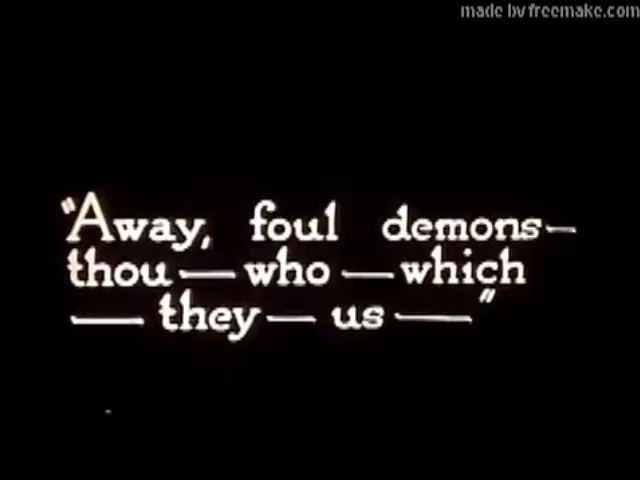 made by freemake.com
"Away, foul demons—
thou — who — which
— they — us — "